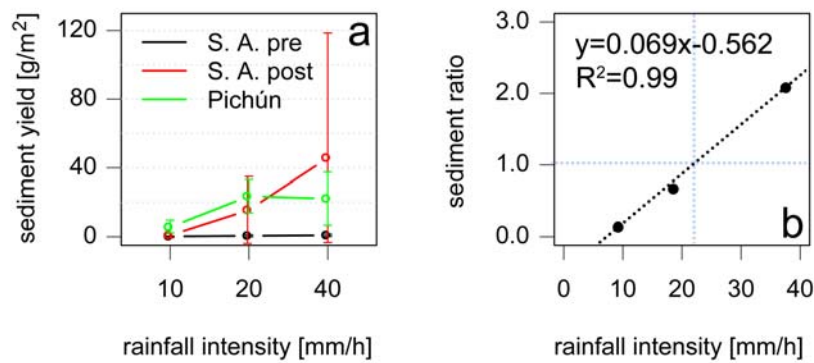 a
S. A. pre
S. A. post
Pichún
sediment yield [g/m²]
120
80
40
0
10 20 40
rainfall intensity [mm/h]
b
y=0.069x-0.562
R²=0.99
sediment ratio
3.0
2.0
1.0
0.0
0 10 20 30 40
rainfall intensity [mm/h]